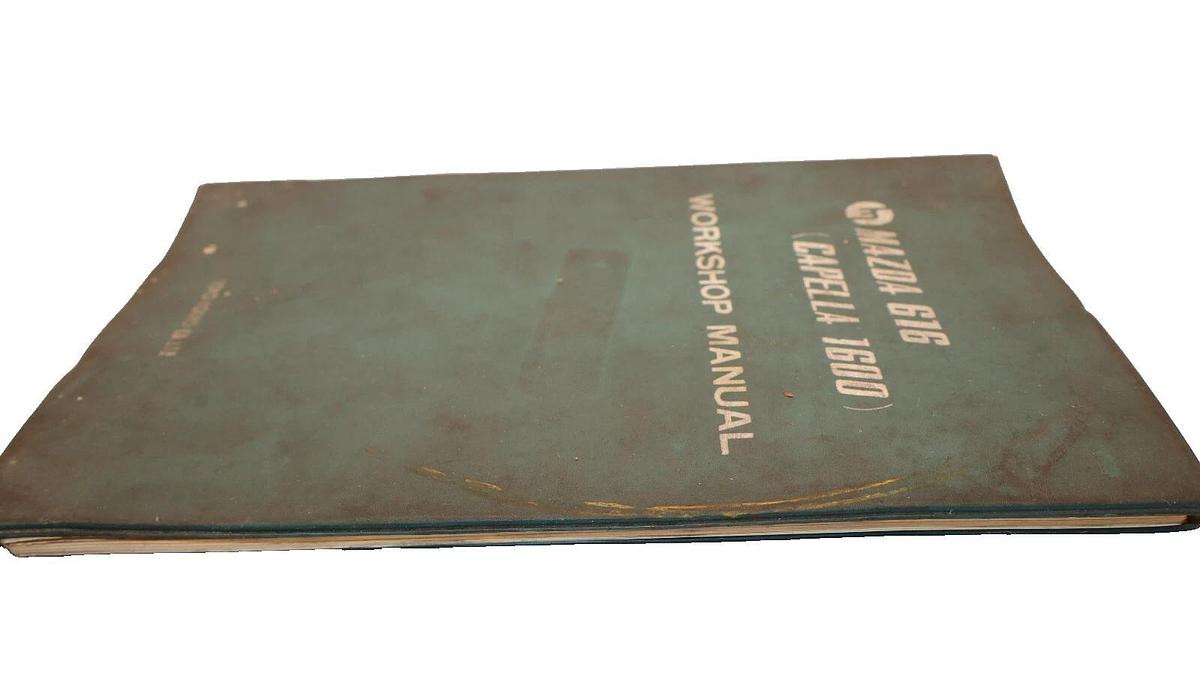 MAZDA 616
(CAPELLA 1600)
WORKSHOP MANUAL